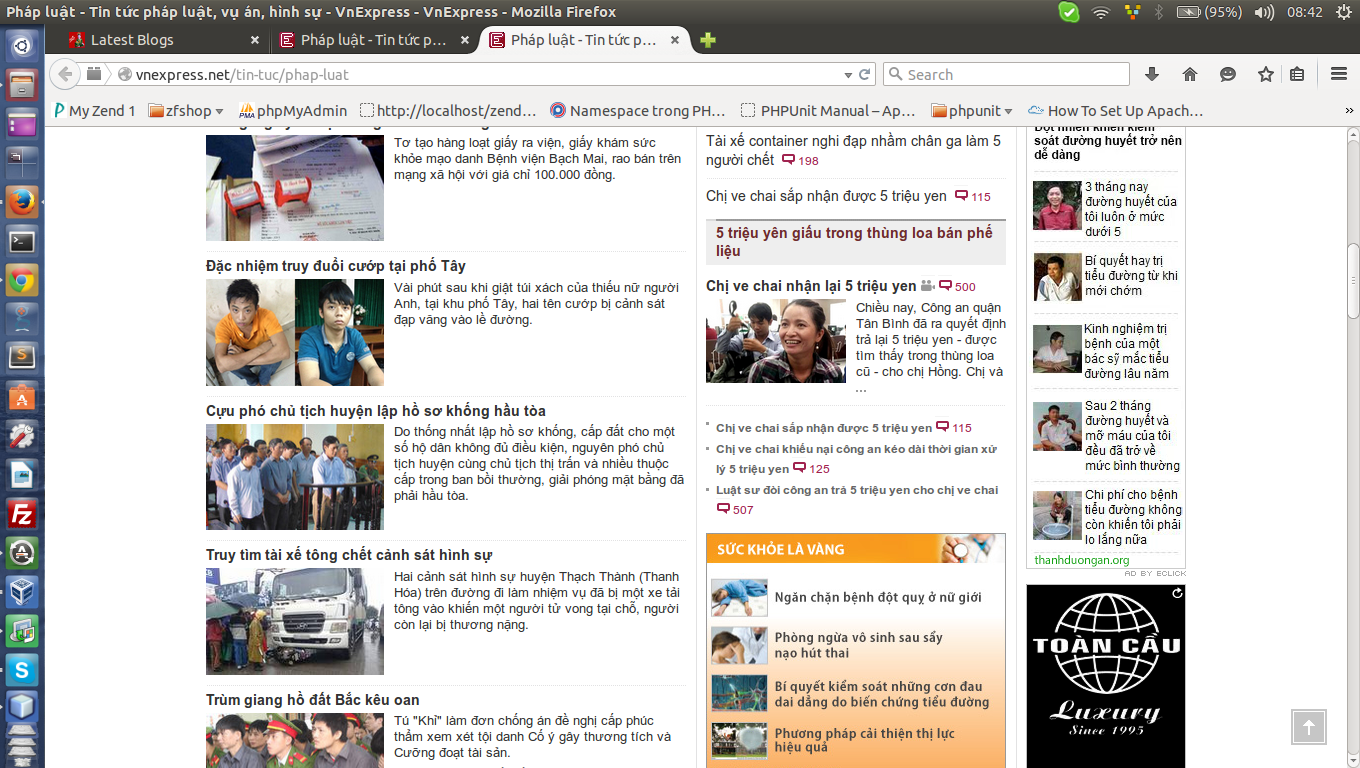 Pháp luật - Tin tức pháp luật, vụ án, hình sự - VnExpress - VnExpress - Mozilla Firefox
(95%)
08:42
Latest Blogs
Pháp luật - Tin tức p...
Pháp luật - Tin tức p...
vnexpress.net/tin-tuc/phap-luat
Search
My Zend 1
zfshop
phpMyAdmin
http://localhost/zend...
Namespace trong PH...
PHPUnit Manual – Ap...
phpunit
How To Set Up Apach...
Tơ tạo hàng loạt giấy ra viện, giấy khám sức
khỏe mạo danh Bệnh viện Bạch Mai, rao bán trên
mạng xã hội với giá chỉ 100.000 đồng.
Đặc nhiệm truy đuổi cướp tại phố Tây
Vài phút sau khi giật túi xách của thiếu nữ người
Anh, tại khu phố Tây, hai tên cướp bị cảnh sát
đạp văng vào lề đường.
Cựu phó chủ tịch huyện lập hồ sơ khống hầu tòa
Do thống nhất lập hồ sơ khống, cấp đất cho một
số hộ dân không đủ điều kiện, nguyên phó chủ
tịch huyện cùng chủ tịch thị trấn và nhiều thuộc
cấp trong ban bồi thường, giải phóng mặt bằng đã
phải hầu tòa.
Truy tìm tài xế tông chết cảnh sát hình sự
Hai cảnh sát hình sự huyện Thạch Thành (Thanh
Hóa) trên đường đi làm nhiệm vụ đã bị một xe tải
tông vào khiến một người tử vong tại chỗ, người
còn lại bị thương nặng.
Trùm giang hồ đất Bắc kêu oan
Tú "Khỉ" làm đơn chống án đề nghị cấp phúc
thẩm xem xét tội danh Cố ý gây thương tích và
Cưỡng đoạt tài sản.
Tài xế container nghi đạp nhầm chân ga làm 5
người chết 198
Chị ve chai sắp nhận được 5 triệu yen 115
5 triệu yên giấu trong thùng loa bán phế
liệu
Chị ve chai nhận lại 5 triệu yen 500
Chiều nay, Công an quận
Tân Bình đã ra quyết định
trả lại 5 triệu yen - được
tìm thấy trong thùng loa
cũ - cho chị Hồng. Chị và
...
Chị ve chai sắp nhận được 5 triệu yen 115
Chị ve chai khiếu nại công an kéo dài thời gian xử
lý 5 triệu yen 125
Luật sư đòi công an trả 5 triệu yen cho chị ve chai
507
SỨC KHỎE LÀ VÀNG
Ngăn chặn bệnh đột quỵ ở nữ giới
Phòng ngừa vô sinh sau sẩy
nạo hút thai
Bí quyết kiểm soát những cơn đau
dai dẳng do biến chứng tiểu đường
Phương pháp cải thiện thị lực
hiệu quả
Đột nhiên khiến kiểm
soát đường huyết trở nên
dễ dàng
3 tháng nay
đường huyết của
tôi luôn ở mức
dưới 5
Bí quyết hay trị
tiểu đường từ khi
mới chớm
Kinh nghiệm trị
bệnh của một
bác sỹ mắc tiểu
đường lâu năm
Sau 2 tháng
đường huyết và
mỡ máu của tôi
đều đã trở về
mức bình thường
Chi phí cho bệnh
tiểu đường không
còn khiến tôi phải
lo lắng nữa
thanhduongan.org
AD BY ECLICK
TOÀN CẦU
Luxury
Since 1995